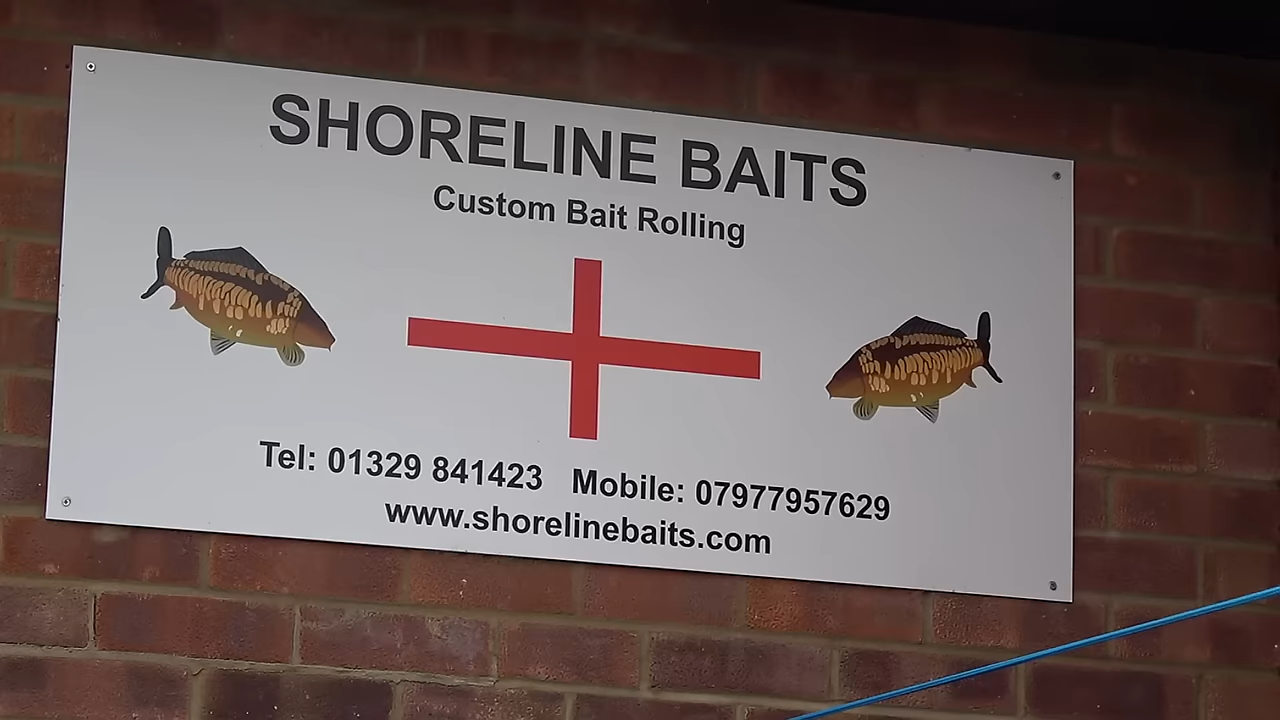 SHORELINE BAITS
Custom Bait Rolling
Tel: 01329 841423 Mobile: 07977957629
www.shorelinebaits.com